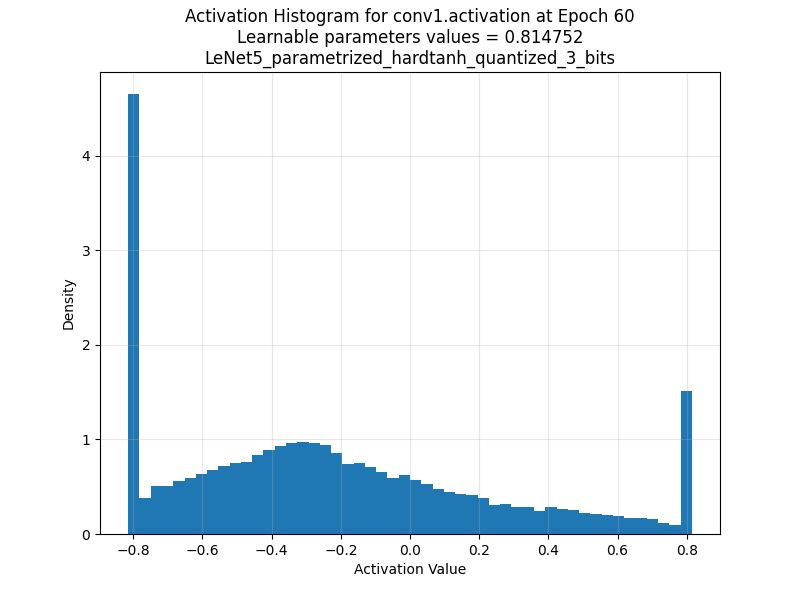 Activation Histogram for conv1.activation at Epoch 60
Learnable parameters values = 0.814752
LeNet5_parametrized_hardtanh_quantized_3_bits
4
3
2
1
0
Density
−0.8 −0.6 −0.4 −0.2 0.0 0.2 0.4 0.6 0.8
Activation Value